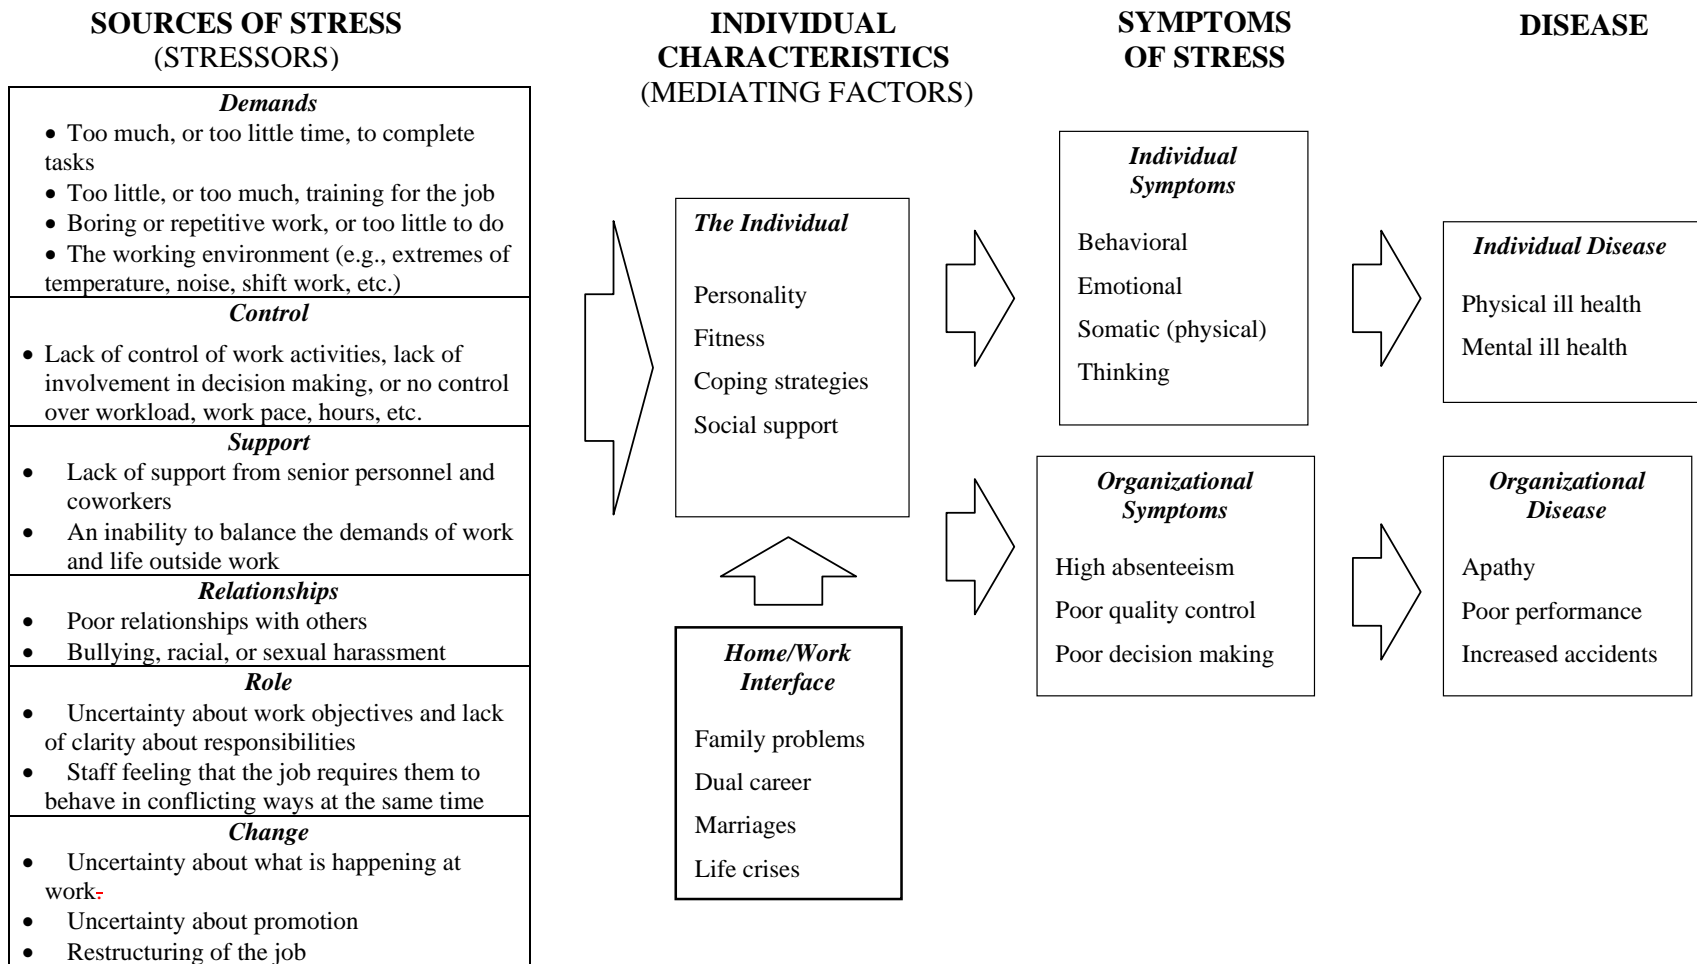 SOURCES OF STRESS
(STRESSORS)
Demands
• Too much, or too little time, to complete
tasks
• Too little, or too much, training for the job
• Boring or repetitive work, or too little to do
• The working environment (e.g., extremes of
temperature, noise, shift work, etc.)
Control
• Lack of control of work activities, lack of
involvement in decision making, or no control
over workload, work pace, hours, etc.
Support
• Lack of support from senior personnel and
coworkers
• An inability to balance the demands of work
and life outside work
Relationships
• Poor relationships with others
• Bullying, racial, or sexual harassment
Role
• Uncertainty about work objectives and lack
of clarity about responsibilities
• Staff feeling that the job requires them to
behave in conflicting ways at the same time
Change
• Uncertainty about what is happening at
work.
• Uncertainty about promotion
• Restructuring of the job
INDIVIDUAL
CHARACTERISTICS
(MEDIATING FACTORS)
The Individual
Personality
Fitness
Coping strategies
Social support
Home/Work
Interface
Family problems
Dual career
Marriages
Life crises
SYMPTOMS
OF STRESS
Individual
Symptoms
Behavioral
Emotional
Somatic (physical)
Thinking
Organizational
Symptoms
High absenteeism
Poor quality control
Poor decision making
DISEASE
Individual Disease
Physical ill health
Mental ill health
Organizational
Disease
Apathy
Poor performance
Increased accidents